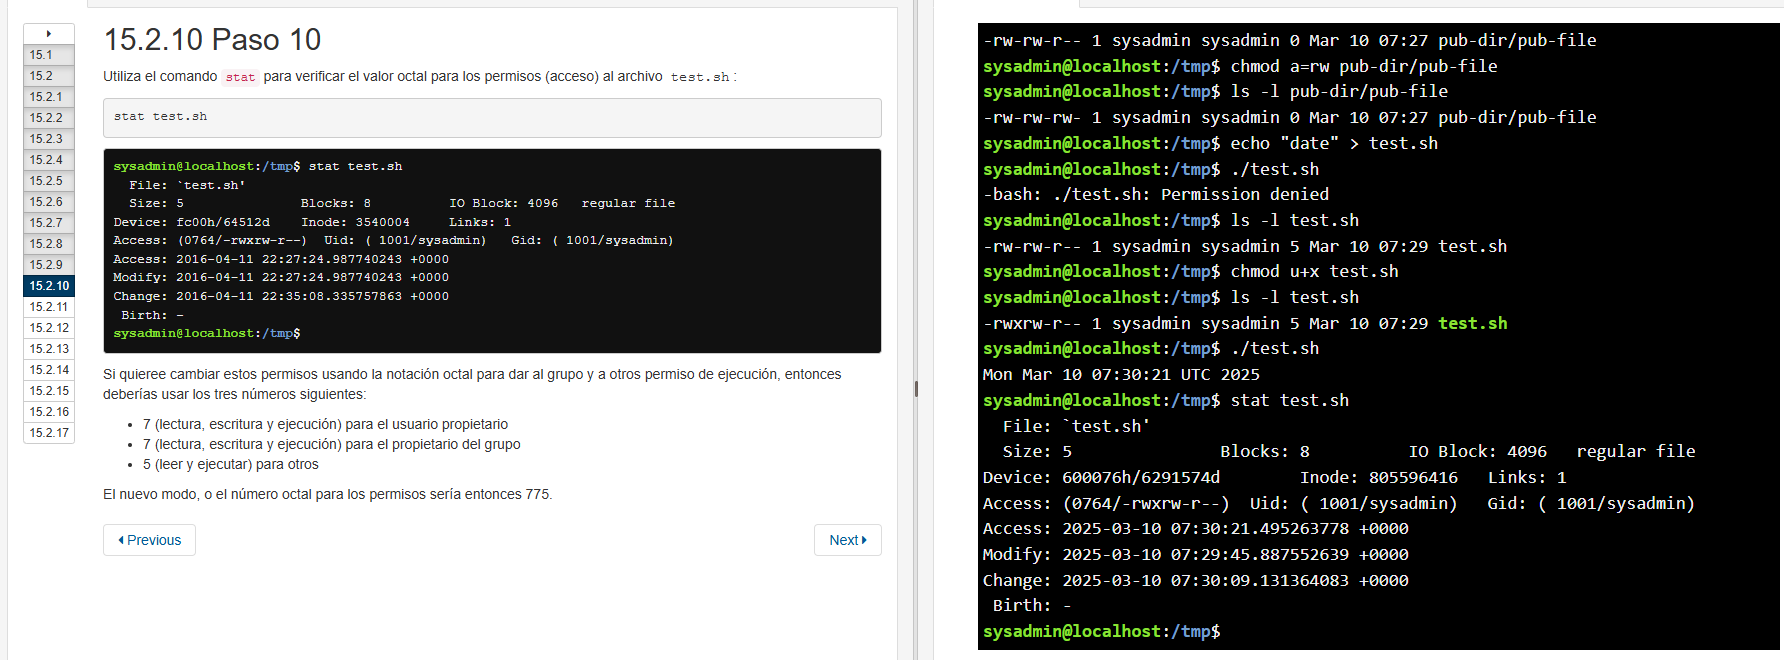 15.1
15.2
15.2.1
15.2.2
15.2.3
15.2.4
15.2.5
15.2.6
15.2.7
15.2.8
15.2.9
15.2.10
15.2.11
15.2.12
15.2.13
15.2.14
15.2.15
15.2.16
15.2.17
15.2.10 Paso 10
Utiliza el comando stat para verificar el valor octal para los permisos (acceso) al archivo test.sh :
stat test.sh
sysadmin@localhost:/tmp$ stat test.sh
File: `test.sh'
Size: 5 Blocks: 8 IO Block: 4096 regular file
Device: fc00h/64512d Inode: 3540004 Links: 1
Access: (0764/-rwxrw-r--) Uid: ( 1001/sysadmin) Gid: ( 1001/sysadmin)
Access: 2016-04-11 22:27:24.987740243 +0000
Modify: 2016-04-11 22:27:24.987740243 +0000
Change: 2016-04-11 22:35:08.335757863 +0000
Birth: -
sysadmin@localhost:/tmp$
Si quieree cambiar estos permisos usando la notación octal para dar al grupo y a otros permiso de ejecución, entonces
deberías usar los tres números siguientes:
• 7 (lectura, escritura y ejecución) para el usuario propietario
• 7 (lectura, escritura y ejecución) para el propietario del grupo
• 5 (leer y ejecutar) para otros
El nuevo modo, o el número octal para los permisos sería entonces 775.
Previous
Next
-rw-rw-r-- 1 sysadmin sysadmin 0 Mar 10 07:27 pub-dir/pub-file
sysadmin@localhost:/tmp$ chmod a=rw pub-dir/pub-file
sysadmin@localhost:/tmp$ ls -l pub-dir/pub-file
-rw-rw-rw- 1 sysadmin sysadmin 0 Mar 10 07:27 pub-dir/pub-file
sysadmin@localhost:/tmp$ echo "date" > test.sh
sysadmin@localhost:/tmp$ ./test.sh
-bash: ./test.sh: Permission denied
sysadmin@localhost:/tmp$ ls -l test.sh
-rw-rw-r-- 1 sysadmin sysadmin 5 Mar 10 07:29 test.sh
sysadmin@localhost:/tmp$ chmod u+x test.sh
sysadmin@localhost:/tmp$ ls -l test.sh
-rwxrw-r-- 1 sysadmin sysadmin 5 Mar 10 07:29 test.sh
sysadmin@localhost:/tmp$ ./test.sh
Mon Mar 10 07:30:21 UTC 2025
sysadmin@localhost:/tmp$ stat test.sh
File: `test.sh'
Size: 5 Blocks: 8 IO Block: 4096 regular file
Device: 600076h/6291574d Inode: 805596416 Links: 1
Access: (0764/-rwxrw-r--) Uid: ( 1001/sysadmin) Gid: ( 1001/sysadmin)
Access: 2025-03-10 07:30:21.495263778 +0000
Modify: 2025-03-10 07:29:45.887552639 +0000
Change: 2025-03-10 07:30:09.131364083 +0000
Birth: -
sysadmin@localhost:/tmp$